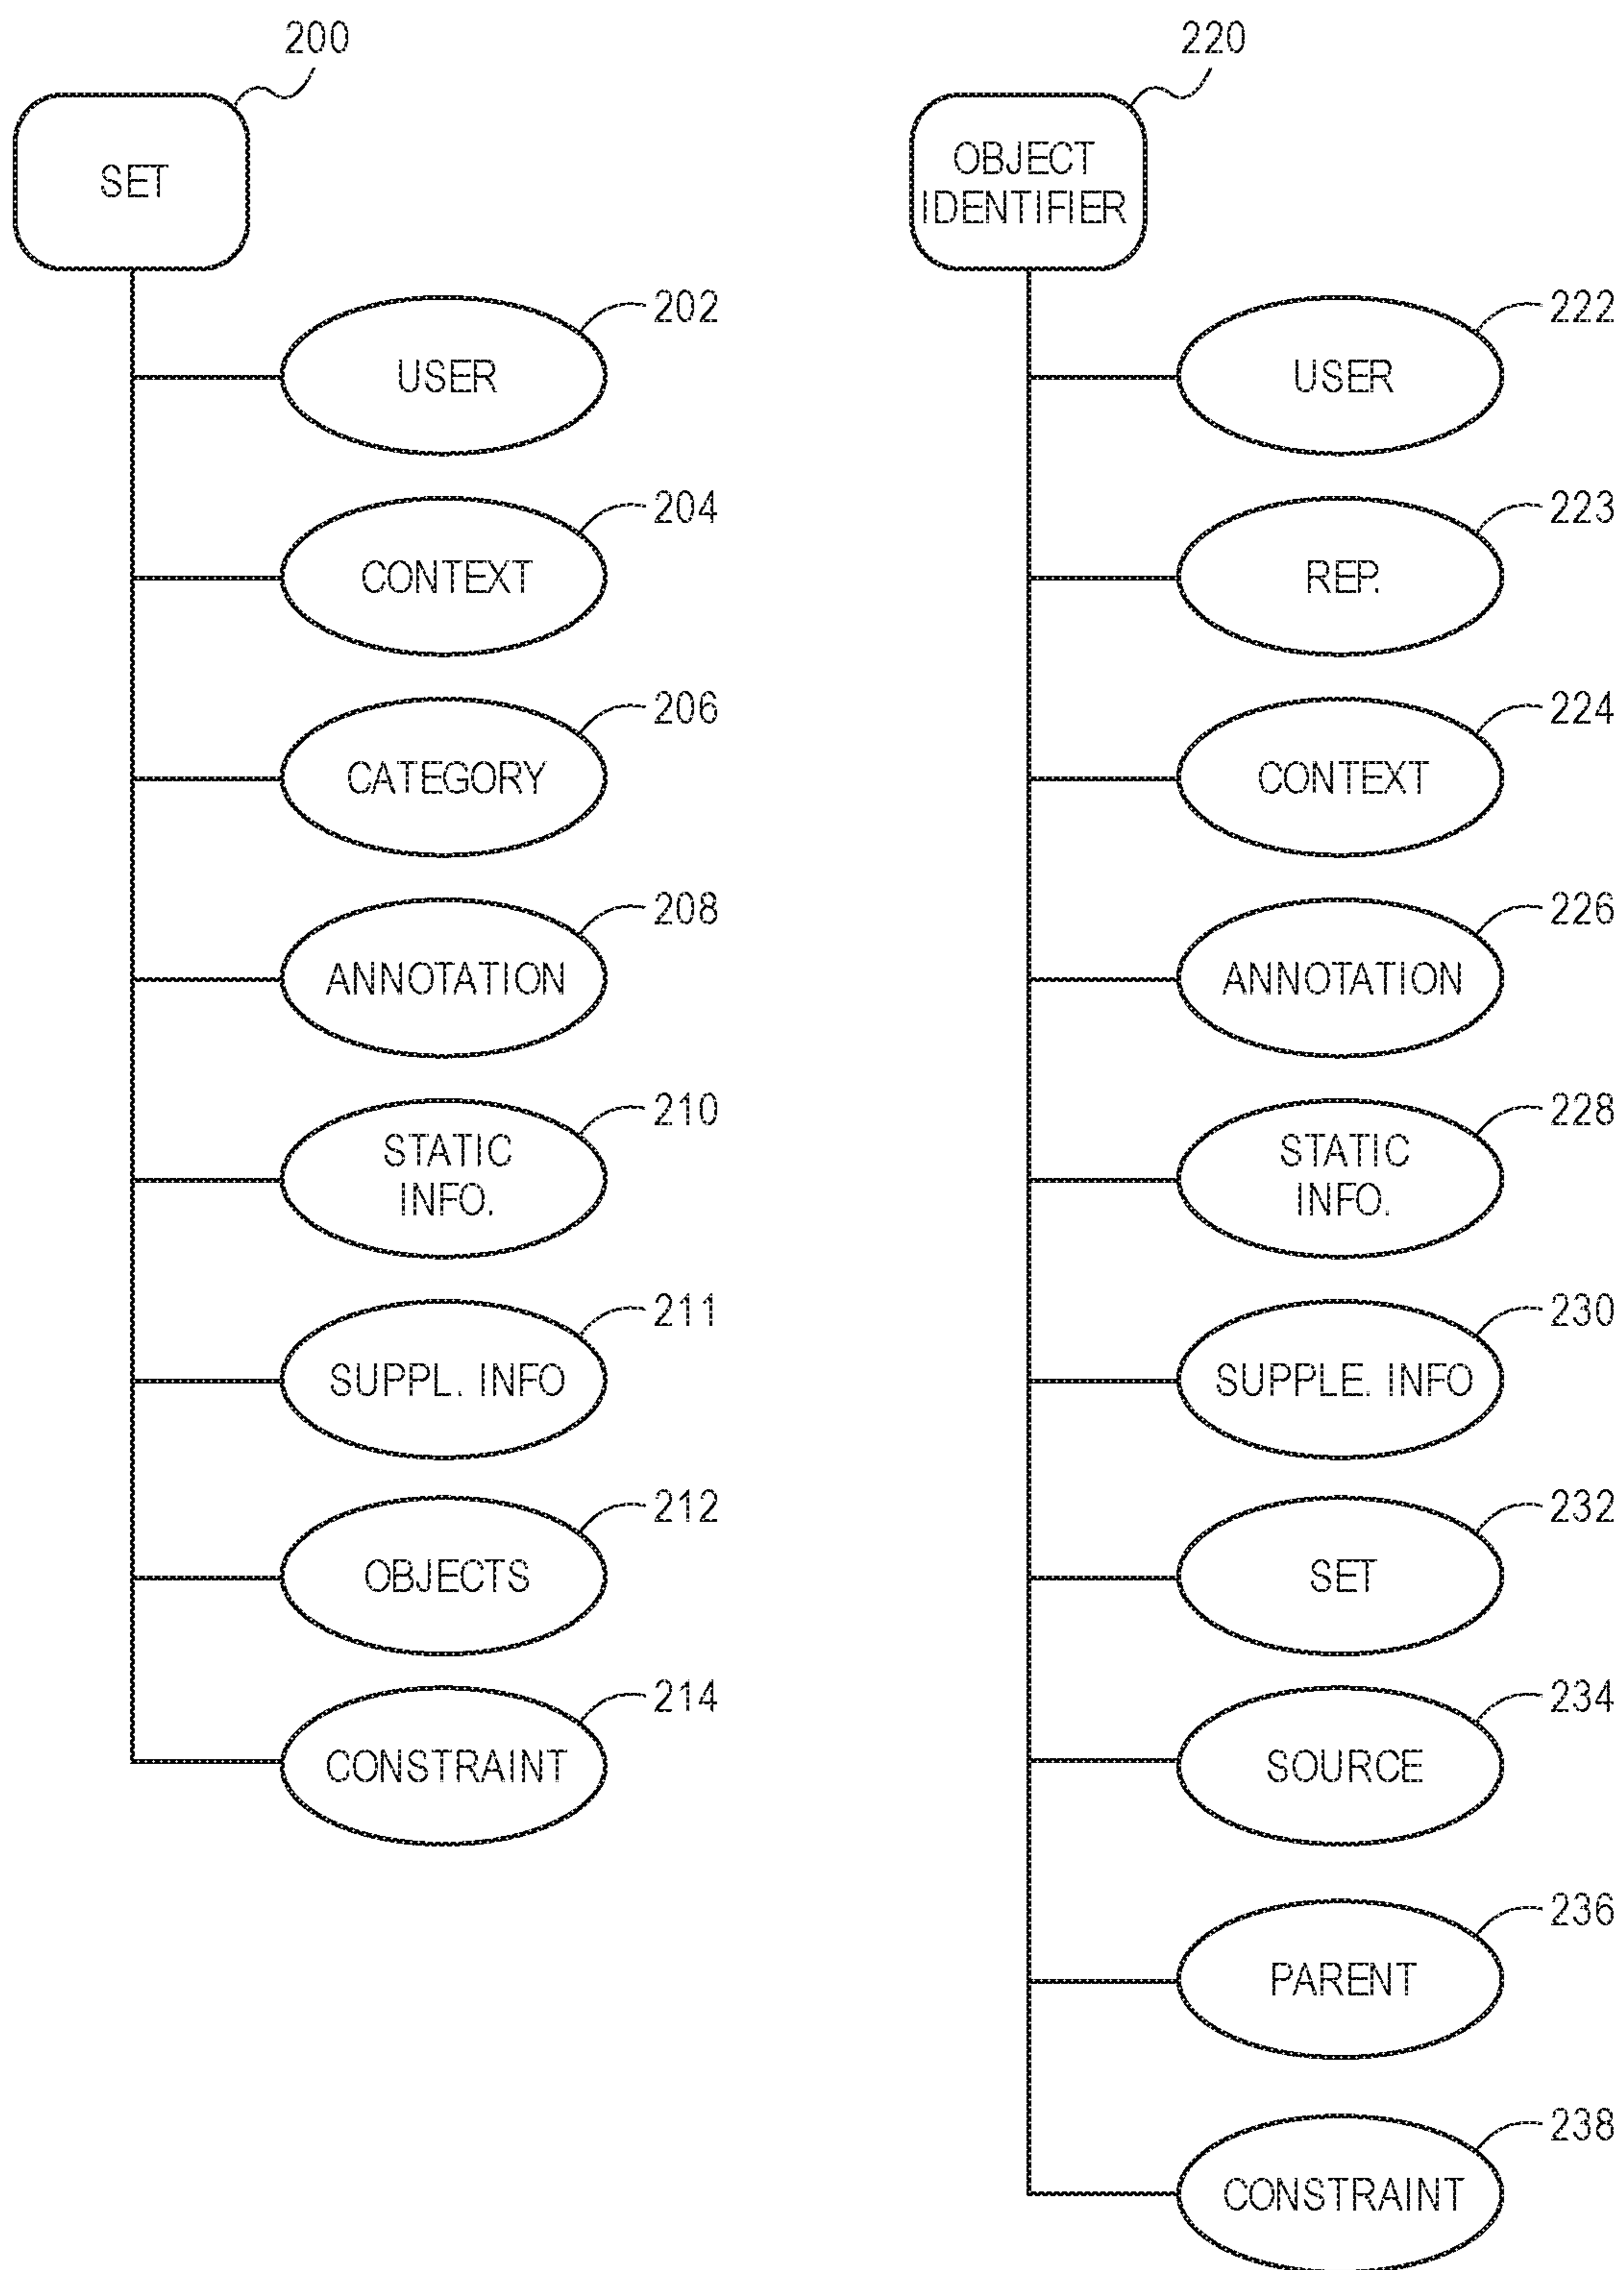 200
SET
202
USER
204
CONTEXT
206
CATEGORY
208
ANNOTATION
210
STATIC
INFO.
211
SUPPL. INFO
212
OBJECTS
214
CONSTRAINT
220
OBJECT
IDENTIFIER
222
USER
223
REP.
224
CONTEXT
226
ANNOTATION
228
STATIC
INFO.
230
SUPPLE. INFO
232
SET
234
SOURCE
236
PARENT
238
CONSTRAINT